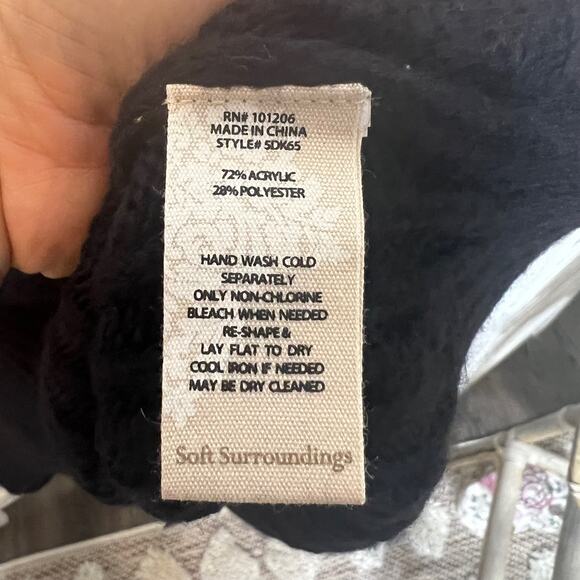 RN# 101206
MADE IN CHINA
STYLE# 5DK65
72% ACRYLIC
28% POLYESTER
HAND WASH COLD
SEPARATELY
ONLY NON-CHLORINE
BLEACH WHEN NEEDED
RE-SHAPE &
LAY FLAT TO DRY
COOL IRON IF NEEDED
MAY BE DRY CLEANED
Soft Surroundings